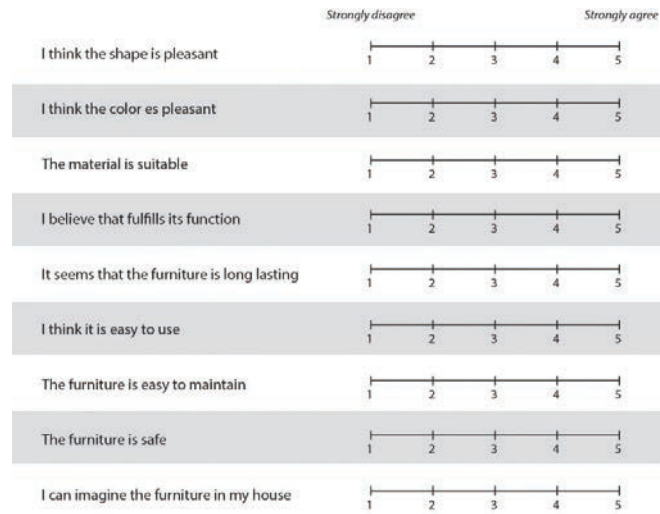 Strongly disagree Strongly agree
I think the shape is pleasant 1 2 3 4 5
I think the color es pleasant 1 2 3 4 5
The material is suitable 1 2 3 4 5
I believe that fulfills its function 1 2 3 4 5
It seems that the furniture is long lasting 1 2 3 4 5
I think it is easy to use 1 2 3 4 5
The furniture is easy to maintain 1 2 3 4 5
The furniture is safe 1 2 3 4 5
I can imagine the furniture in my house 1 2 3 4 5